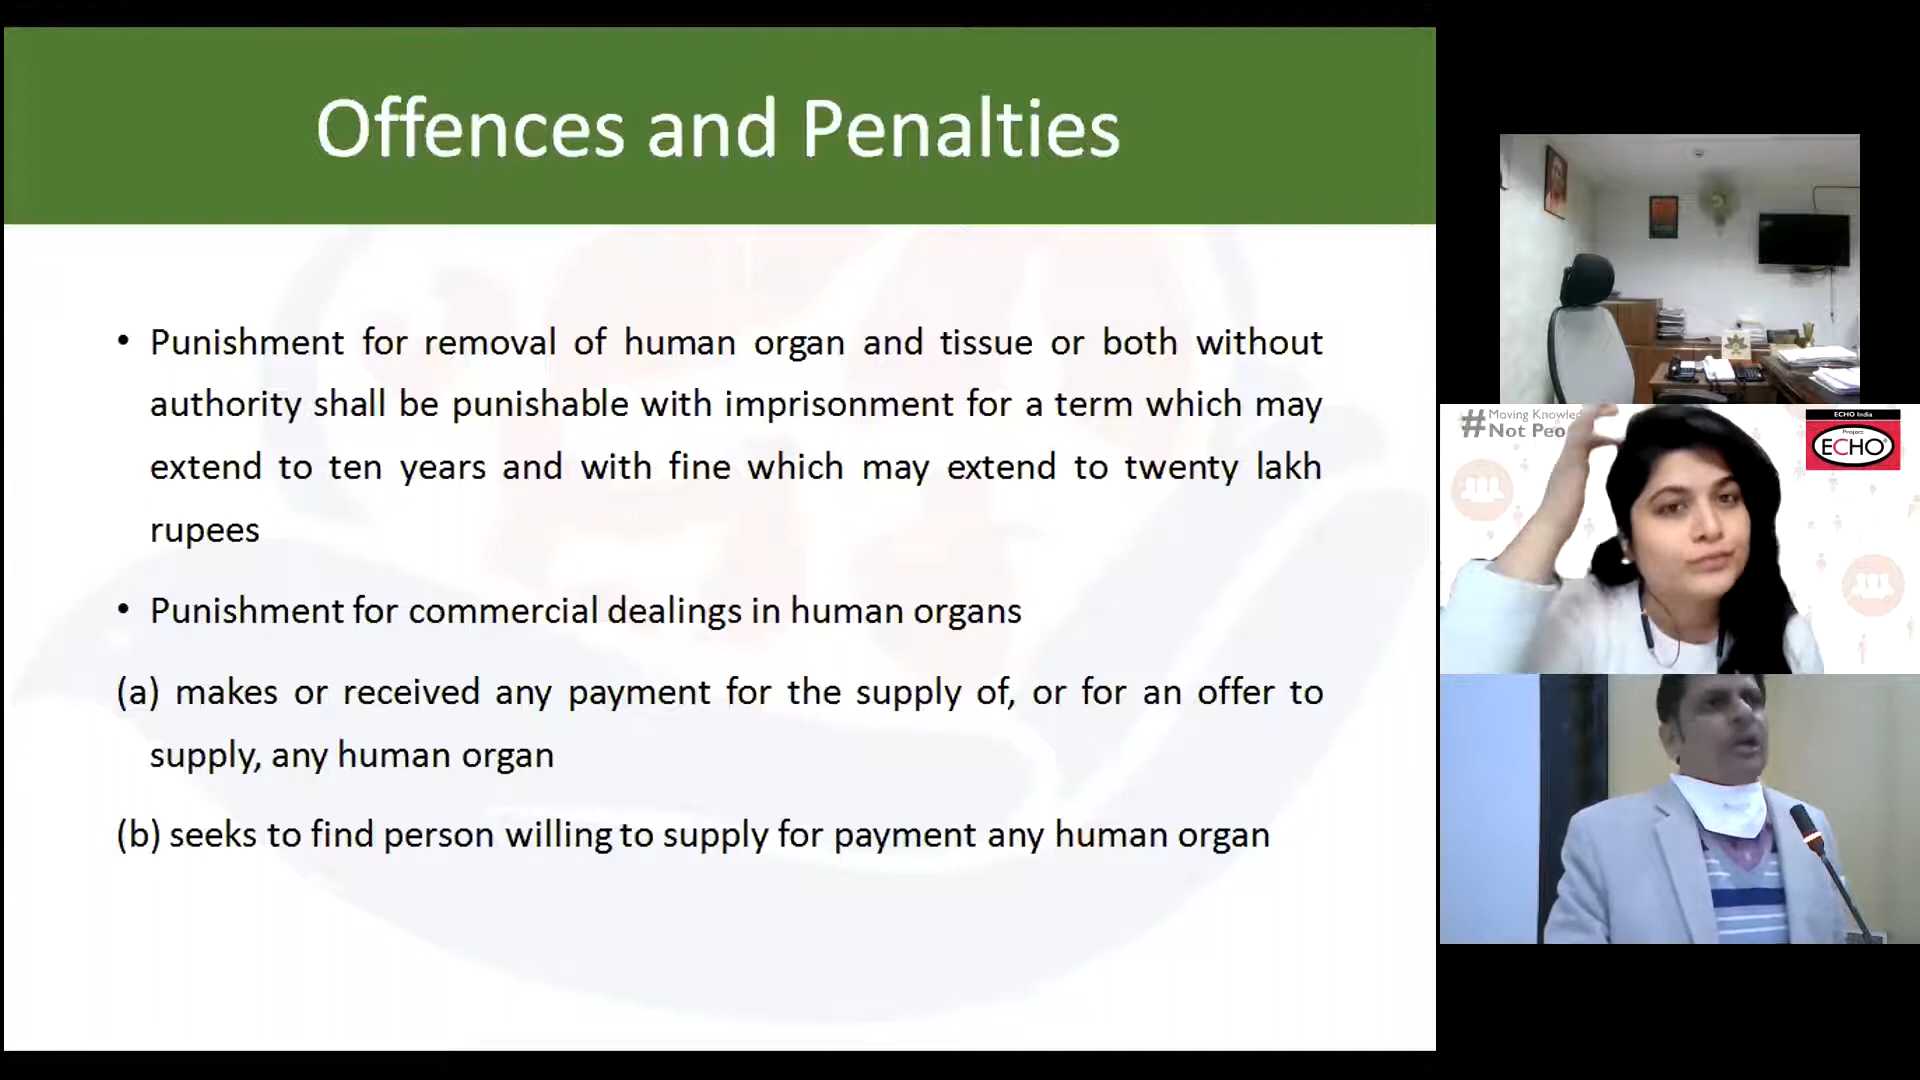 Offences and Penalties
• Punishment for removal of human organ and tissue or both without
authority shall be punishable with imprisonment for a term which may
extend to ten years and with fine which may extend to twenty lakh
rupees
• Punishment for commercial dealings in human organs
(a) makes or received any payment for the supply of, or for an offer to
supply, any human organ
(b) seeks to find person willing to supply for payment any human organ
# Moving Knowled
Not Peo
ECHO India
Project
ECHO